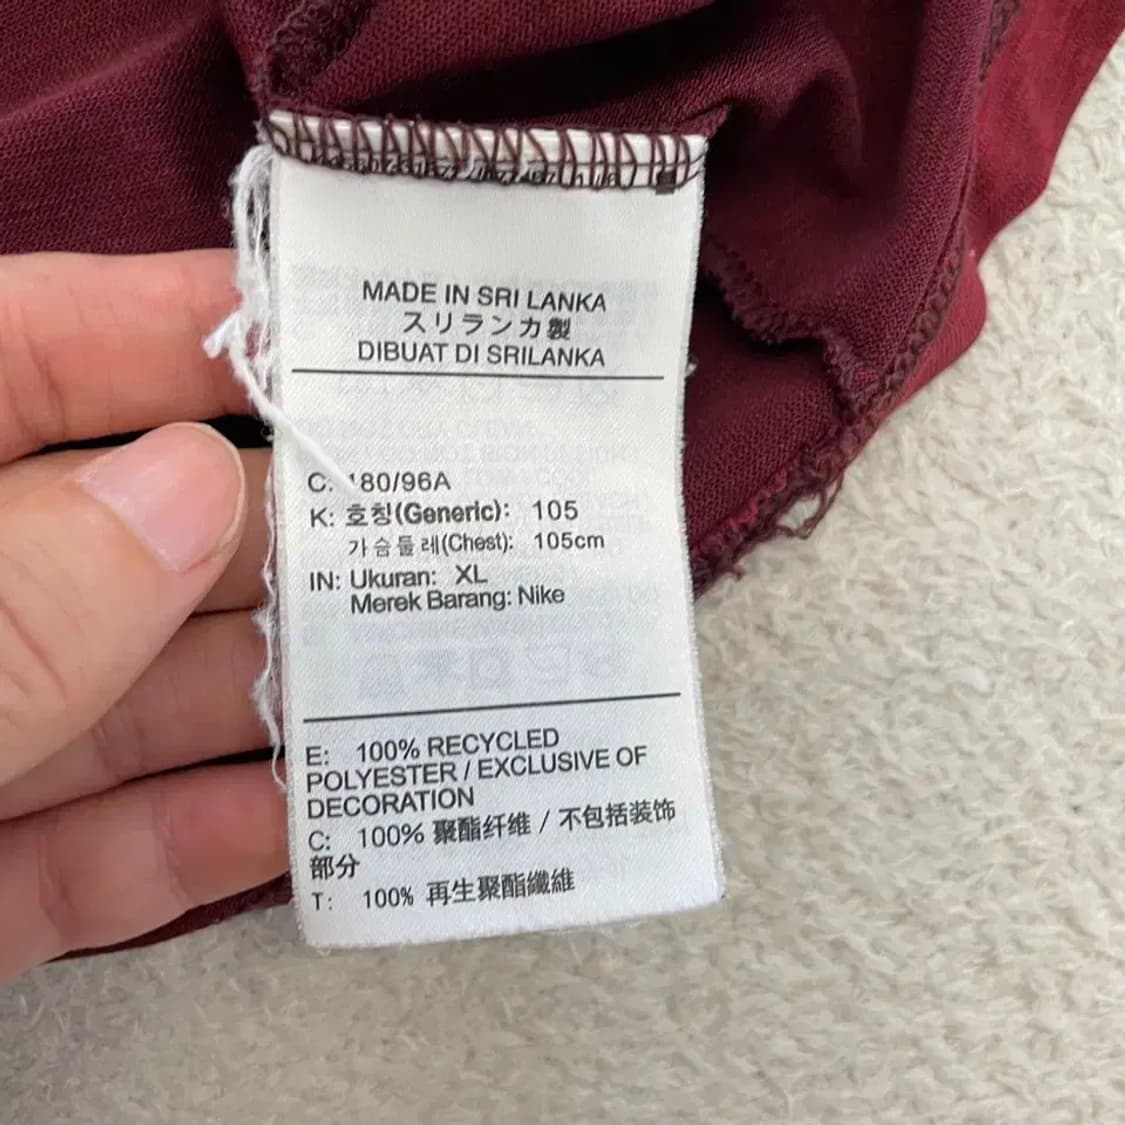 MADE IN SRI LANKA
スリランカ製
DIBUAT DI SRILANKA
C: 180/96A
K: 호칭(Generic): 105
가슴둘레(Chest): 105cm
IN: Ukuran: XL
Merek Barang: Nike
E: 100% RECYCLED
POLYESTER / EXCLUSIVE OF
DECORATION
C: 100% 聚酯纤维 / 不包括装饰
部分
T: 100% 再生聚酯纖維